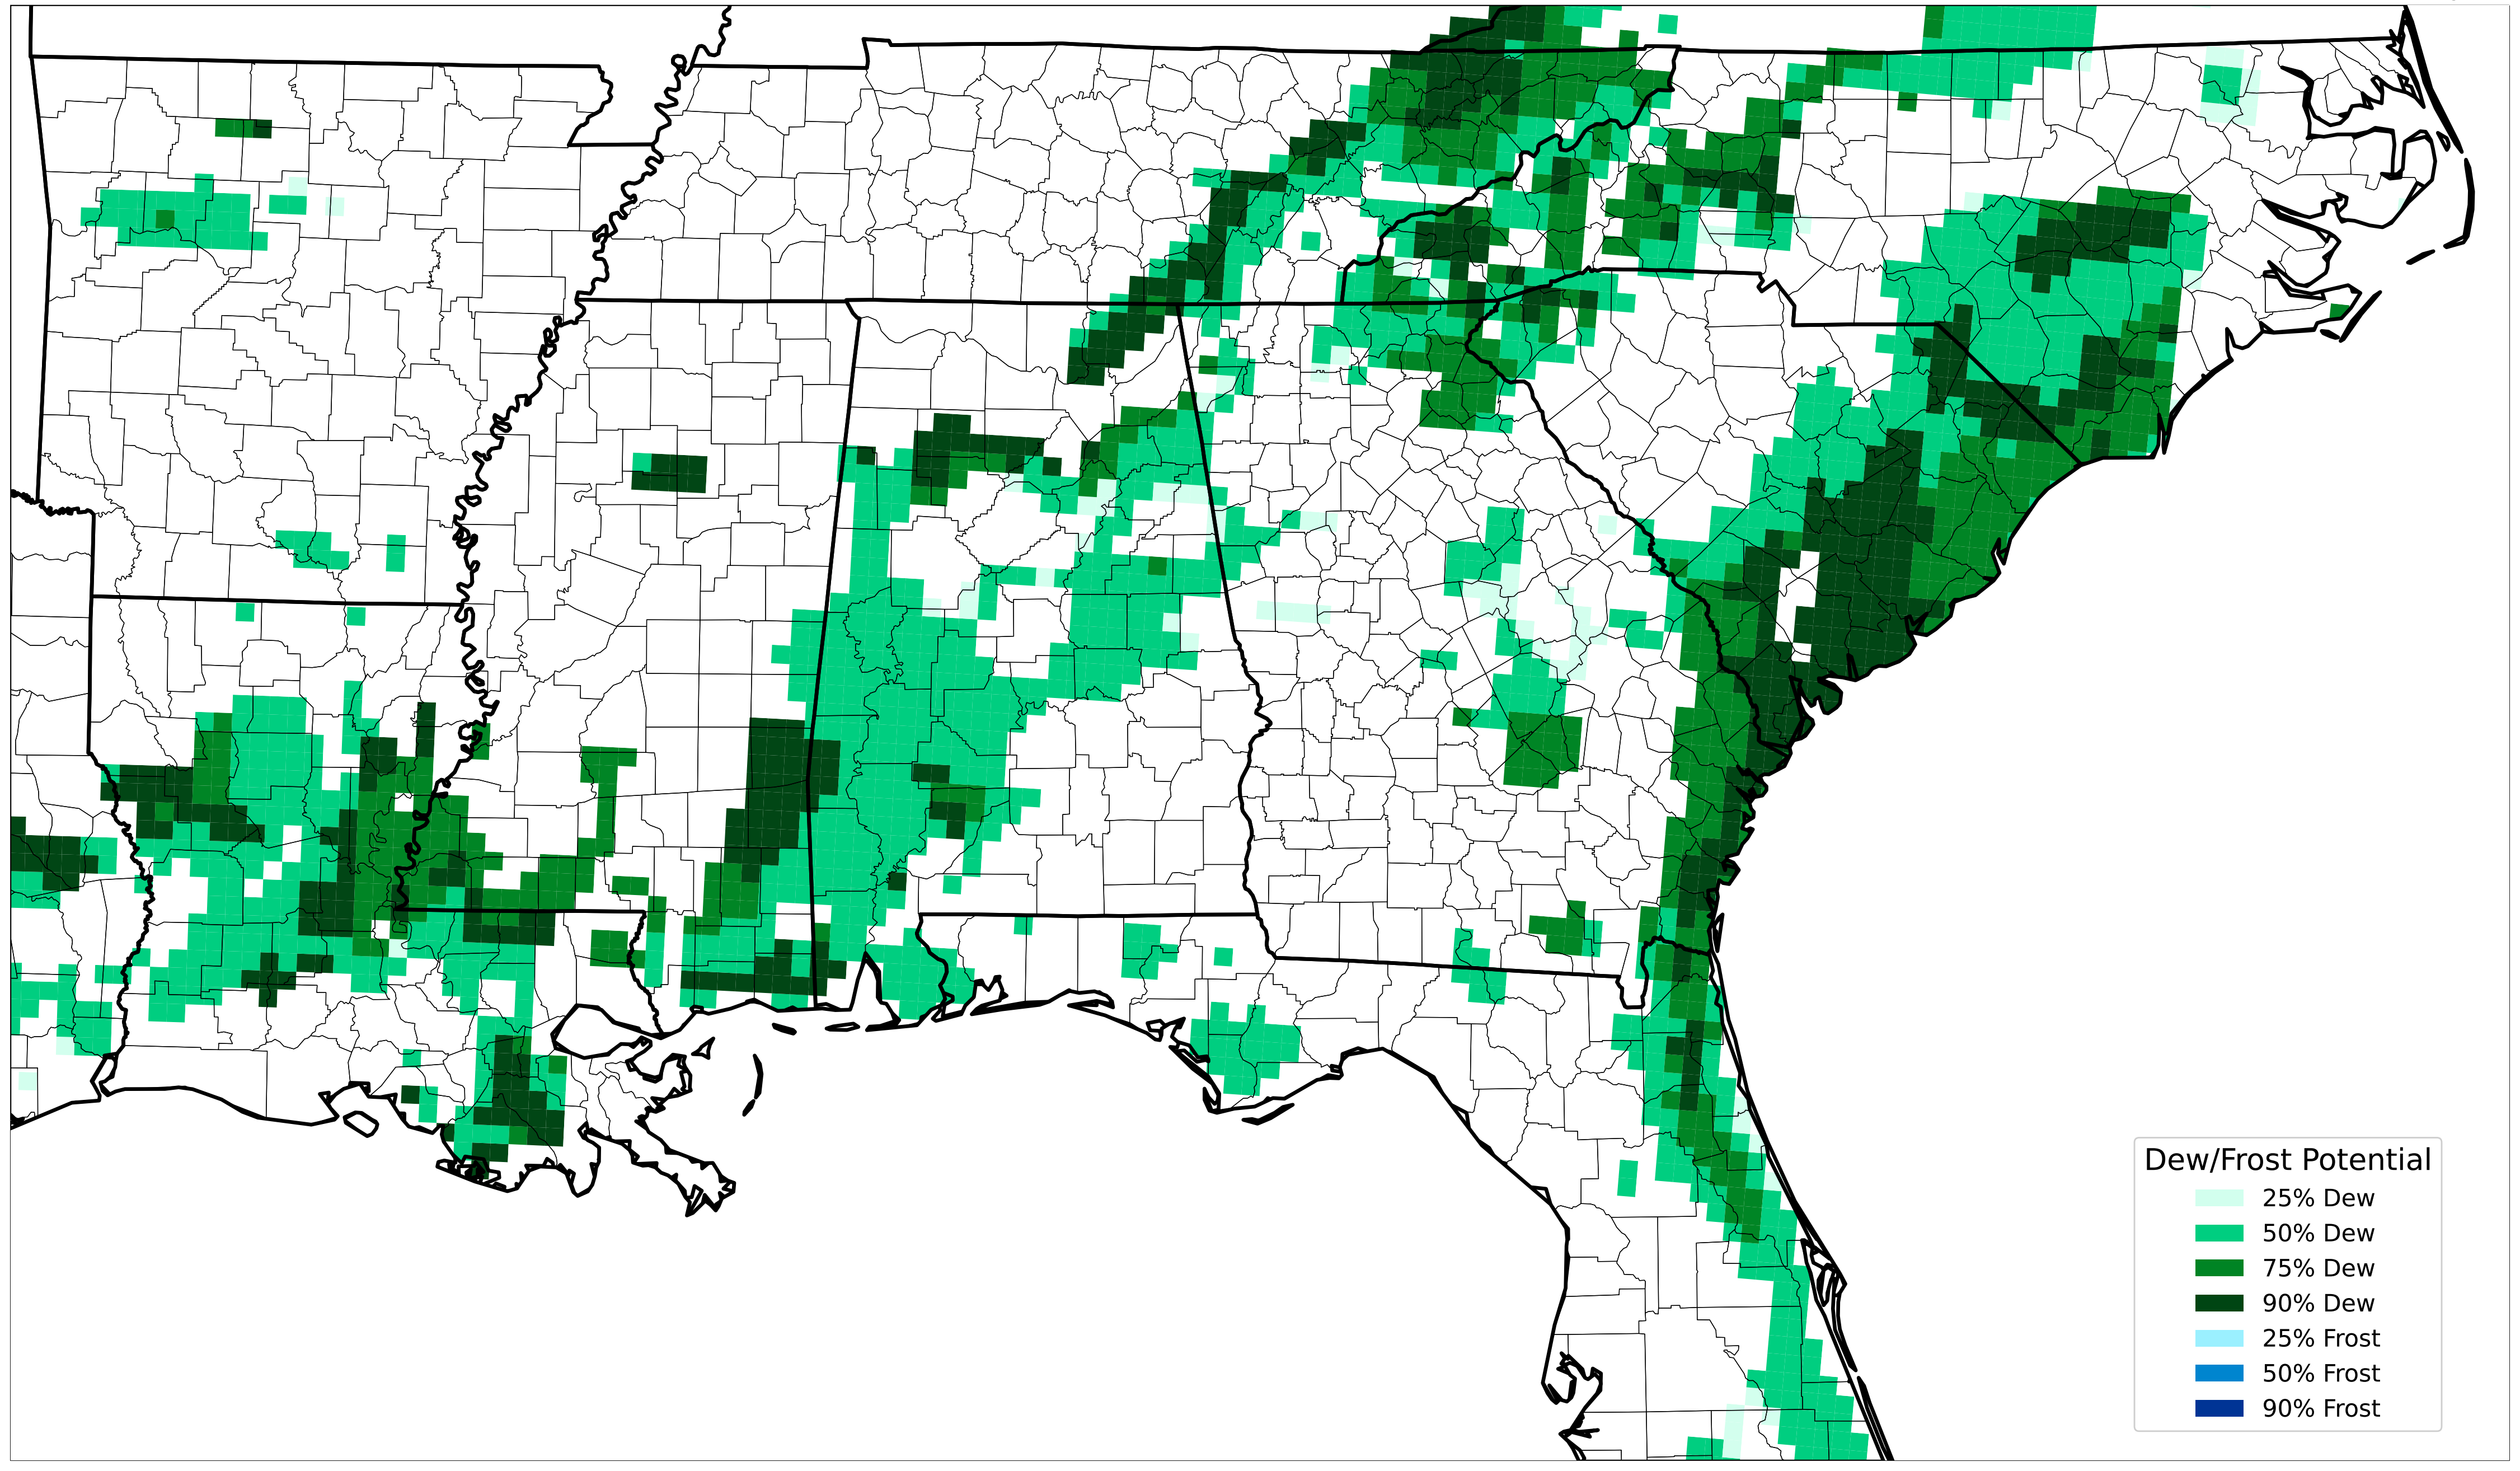 Dew/Frost Potential
25% Dew
50% Dew
75% Dew
90% Dew
25% Frost
50% Frost
90% Frost